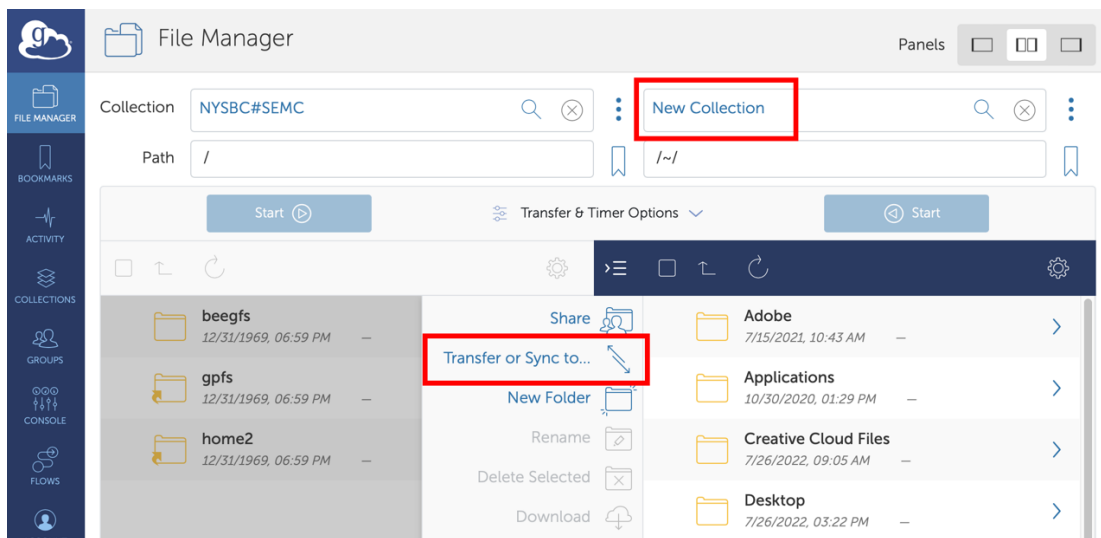 g
File Manager
Panels
FILE MANAGER
BOOKMARKS
ACTIVITY
COLLECTIONS
GROUPS
CONSOLE
FLOWS
Collection
NYSBC#SEMC
New Collection
Path
/
/~/
Start
Transfer & Timer Options
Start
beegfs
12/31/1969, 06:59 PM —
gpfs
12/31/1969, 06:59 PM —
home2
12/31/1969, 06:59 PM —
Share
Transfer or Sync to...
New Folder
Rename
Delete Selected
Download
Adobe
7/15/2021, 10:43 AM —
Applications
10/30/2020, 01:29 PM —
Creative Cloud Files
7/26/2022, 09:05 AM —
Desktop
7/26/2022, 03:22 PM —